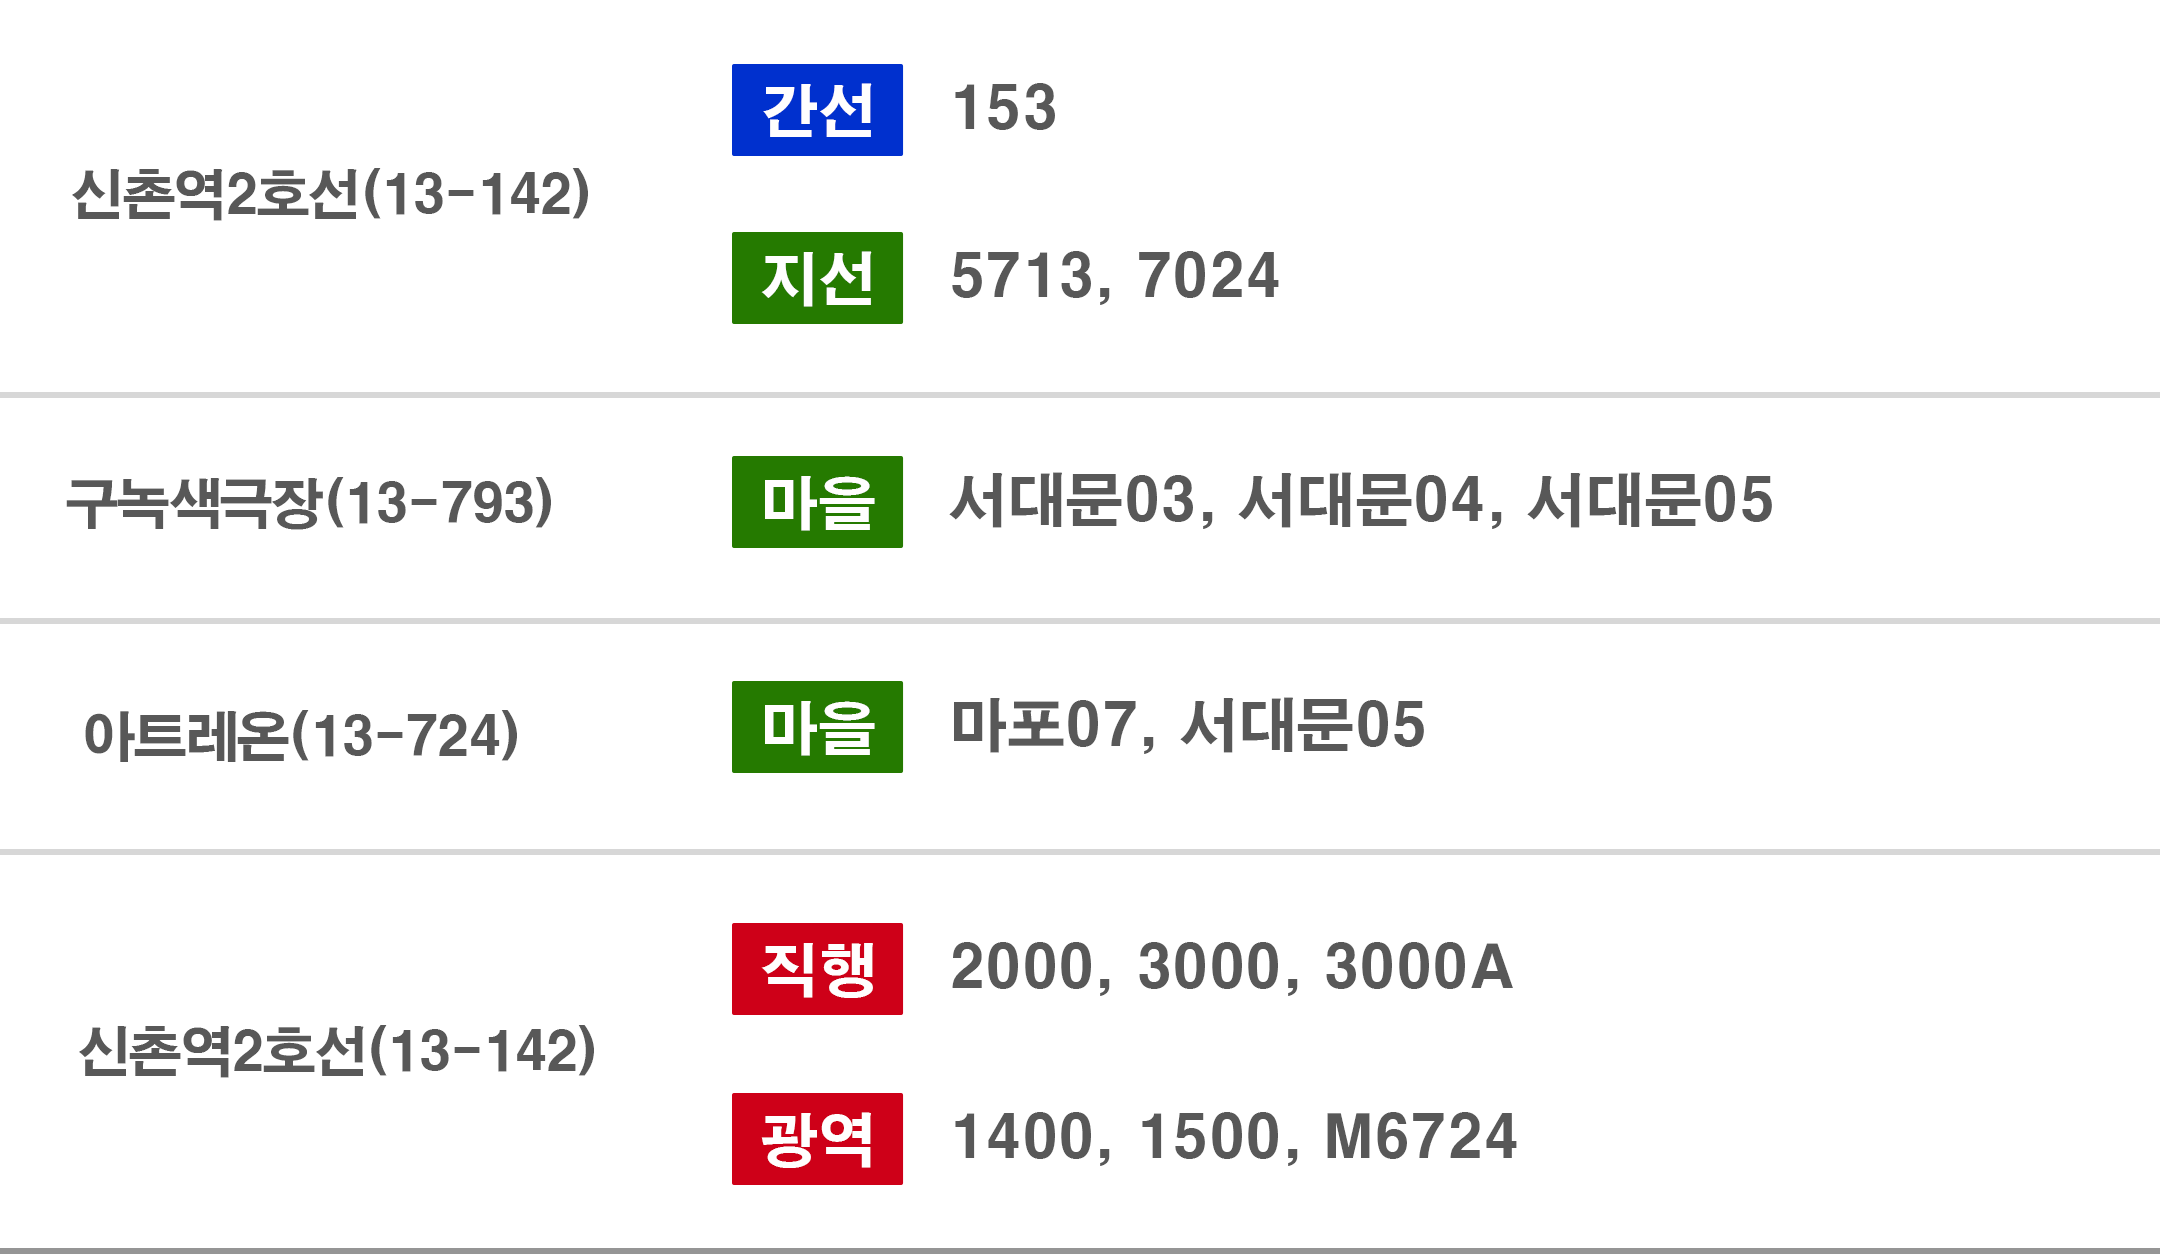 간선 153
신촌역2호선(13-142)
지선 5713, 7024
구녹색극장(13-793) 마을 서대문03, 서대문04, 서대문05
아트레온(13-724) 마을 마포07, 서대문05
직행 2000, 3000, 3000A
신촌역2호선(13-142)
광역 1400, 1500, M6724